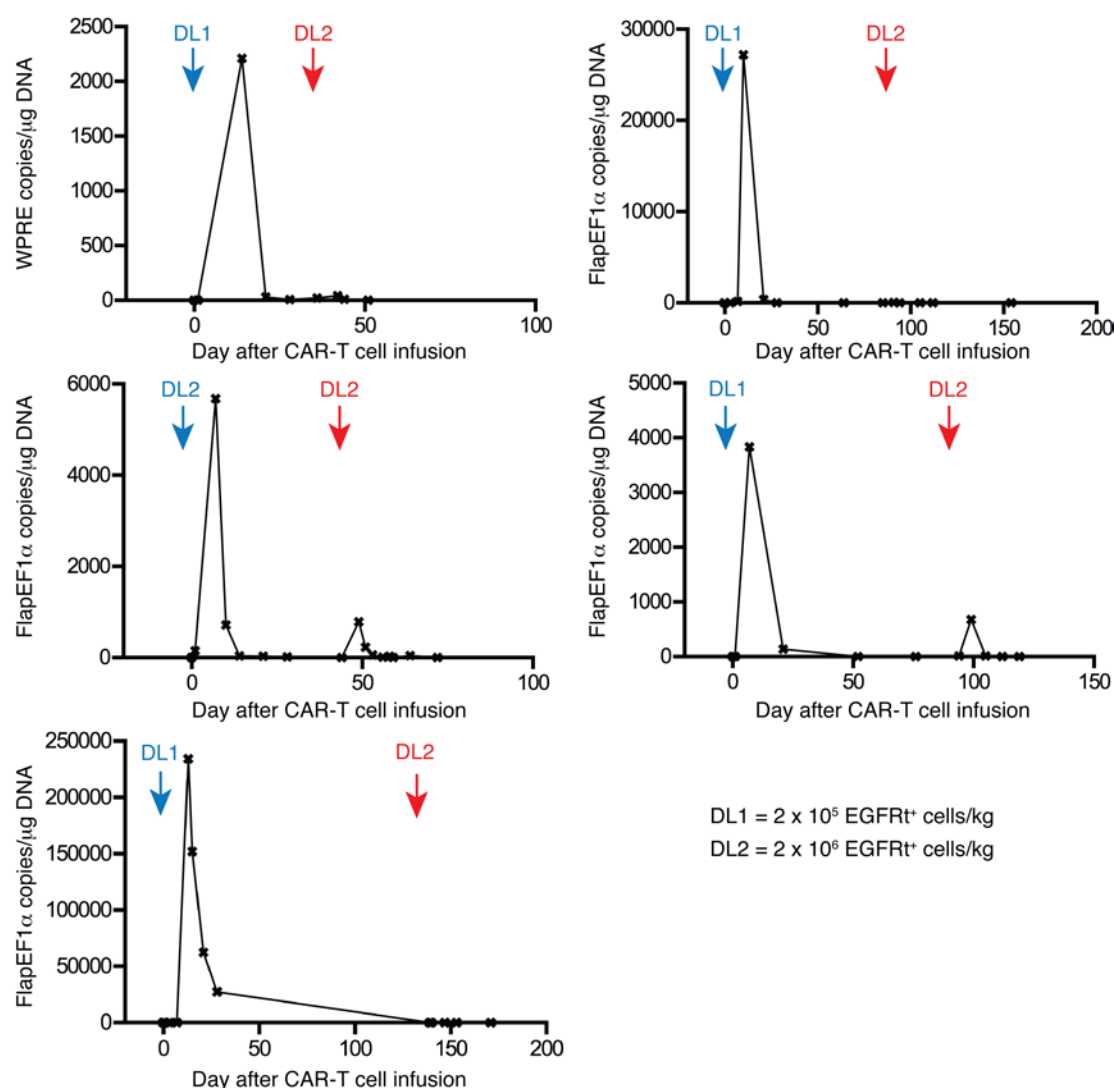 DL1 DL2
WPRE copies/μg DNA
2500
2000
1500
1000
500
0
0 50 100
Day after CAR-T cell infusion
DL1 DL2
FlapEF1α copies/μg DNA
30000
20000
10000
0
0 50 100 150 200
Day after CAR-T cell infusion
DL2 DL2
FlapEF1α copies/μg DNA
6000
4000
2000
0
0 50 100
Day after CAR-T cell infusion
DL1 DL2
FlapEF1α copies/μg DNA
5000
4000
3000
2000
1000
0
0 50 100 150
Day after CAR-T cell infusion
DL1 DL2
FlapEF1α copies/μg DNA
250000
200000
150000
100000
50000
0
0 50 100 150 200
Day after CAR-T cell infusion
DL1 = 2 x 10⁵ EGFRt⁺ cells/kg
DL2 = 2 x 10⁶ EGFRt⁺ cells/kg